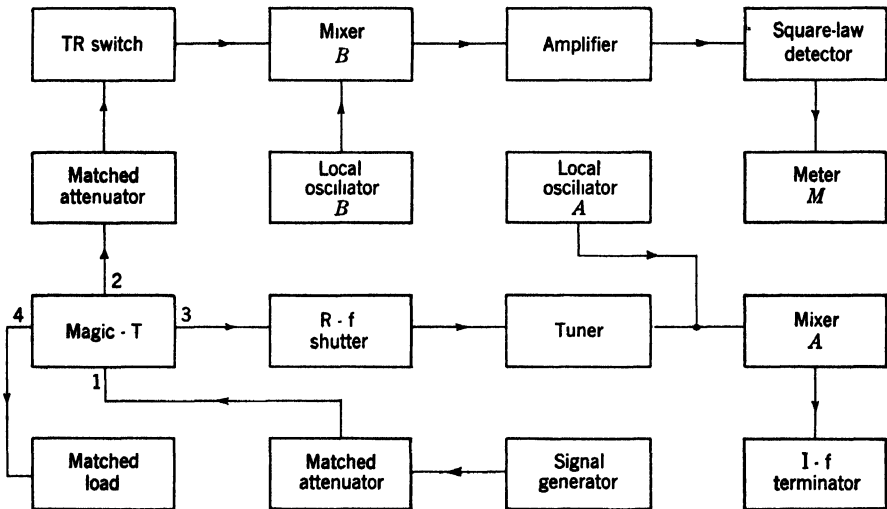 TR switch
Mixer
B
Amplifier
Square-law
detector
Matched
attenuator
Local
oscillator
B
Local
oscillator
A
Meter
M
2
4
Magic - T
3
R - f
shutter
Tuner
Mixer
A
1
Matched
load
Matched
attenuator
Signal
generator
I - f
terminator